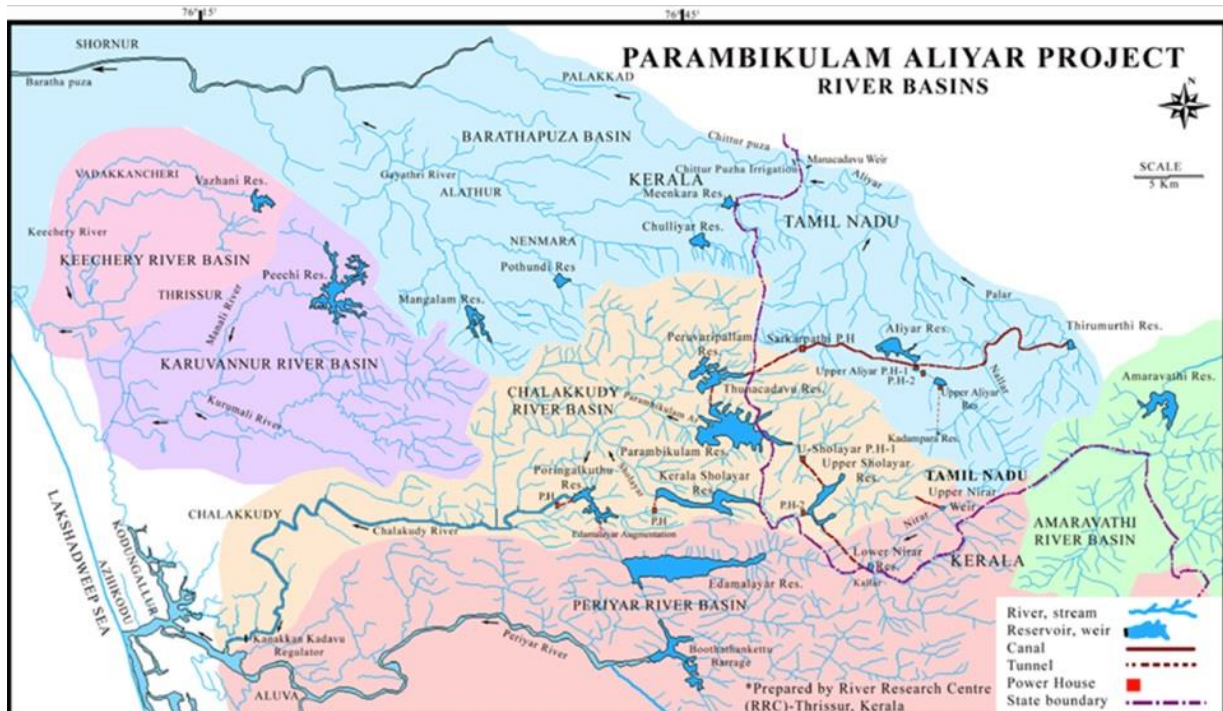 76°15'
76°45'
PARAMBIKULAM ALIYAR PROJECT
RIVER BASINS
N
SCALE
5 Km
SHORNUR
Baratha puza
PALAKKAD
BARATHAPUZA BASIN
Chittur puza
Manacadavu Weir
Chittur Puzha Irrigation
Aliyar
KERALA
Meenkara Res.
VADAKKANCHERI
Vazhani Res.
Gayathri River
ALATHUR
TAMIL NADU
Chulliyar Res.
Keechery River
KEECHERY RIVER BASIN
NENMARA
Pothundi Res
Peechi Res.
THRISSUR
Manali River
Mangalam Res.
Palar
Thirumurthi Res.
Aliyar Res.
Sarkarpathi P.H
Peruvaripallam
Res.
KARUVANNUR RIVER BASIN
Upper Aliyar P.H-1
P.H-2
Nallar
Thunacadavu Res.
Amaravathi Res.
Upper Aliyar
Res
CHALAKKUDY
RIVER BASIN
Parambikulam Ar
Kurumali River
Kadampara Res.
Parambikulam Res.
U-Sholayar P.H-1
Upper Sholayar
Res.
Sholayar
Poringalkuthu
Res.
Kerala Sholayar
Res.
TAMIL NADU
Upper Nirar
Weir
P.H
P.H
P.H-2
CHALAKKUDY
Chalakudy River
Edamalayar Augmentation
Nirar
AMARAVATHI
RIVER BASIN
LAKSHADWEEP SEA
KODUNGALLUR
AZHIKODU
Lower Nirar
Res.
KERALA
Kallar
Edamalayar Res.
PERIYAR RIVER BASIN
Kanakkan Kadavu
Regulator
Periyar River
Boothathankettu
Barrage
ALUVA
*Prepared by River Research Centre
(RRC)-Thrissur, Kerala
River, stream
Reservoir, weir
Canal
Tunnel
Power House
State boundary